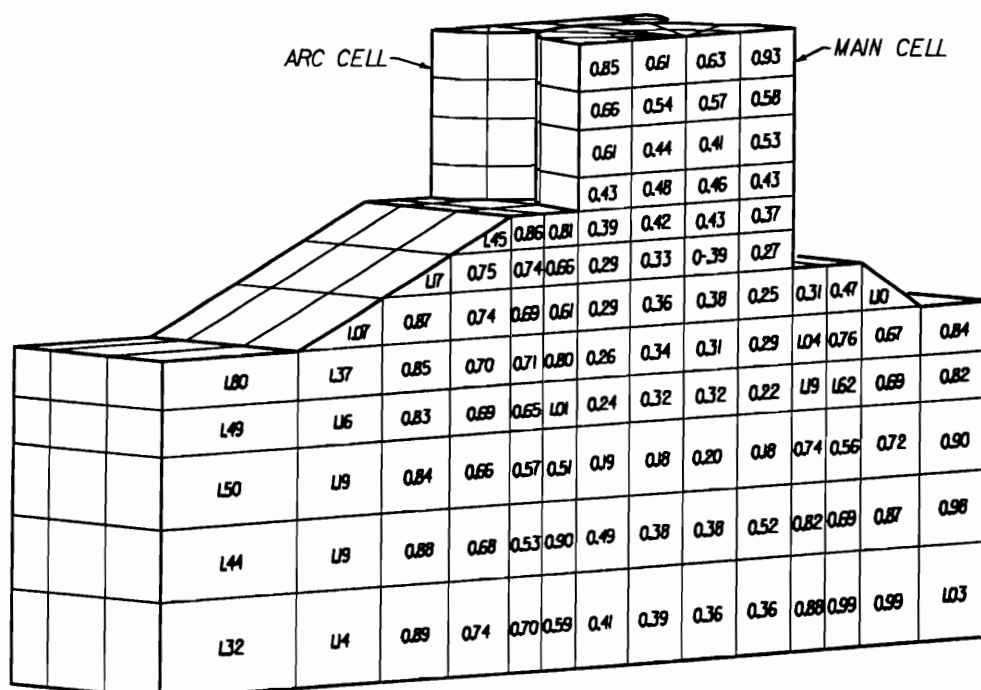 ARC CELL
MAIN CELL
0.85 0.61 0.63 0.93
0.66 0.54 0.57 0.58
0.61 0.44 0.41 0.53
0.43 0.48 0.46 0.43
1.45 0.86 0.81 0.39 0.42 0.43 0.37
1.17 0.75 0.74 0.66 0.29 0.33 0-.39 0.27
1.07 0.87 0.74 0.69 0.61 0.29 0.36 0.38 0.25 0.31 0.47 1.10
1.80 1.37 0.85 0.70 0.71 0.80 0.26 0.34 0.31 0.29 1.04 0.76 0.67 0.84
1.49 1.16 0.83 0.69 0.65 1.01 0.24 0.32 0.32 0.22 1.19 1.62 0.69 0.82
1.50 1.19 0.84 0.66 0.57 0.51 0.19 0.18 0.20 0.18 0.74 0.56 0.72 0.90
1.44 1.19 0.88 0.68 0.53 0.90 0.49 0.38 0.38 0.52 0.82 0.69 0.87 0.98
1.32 1.14 0.89 0.74 0.70 0.59 0.41 0.39 0.36 0.36 0.88 0.99 0.99 1.03